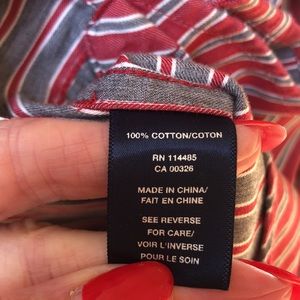 100% COTTON/COTON
RN 114485
CA 00326
MADE IN CHINA/
FAIT EN CHINE
SEE REVERSE
FOR CARE/
VOIR L'INVERSE
POUR LE SOIN